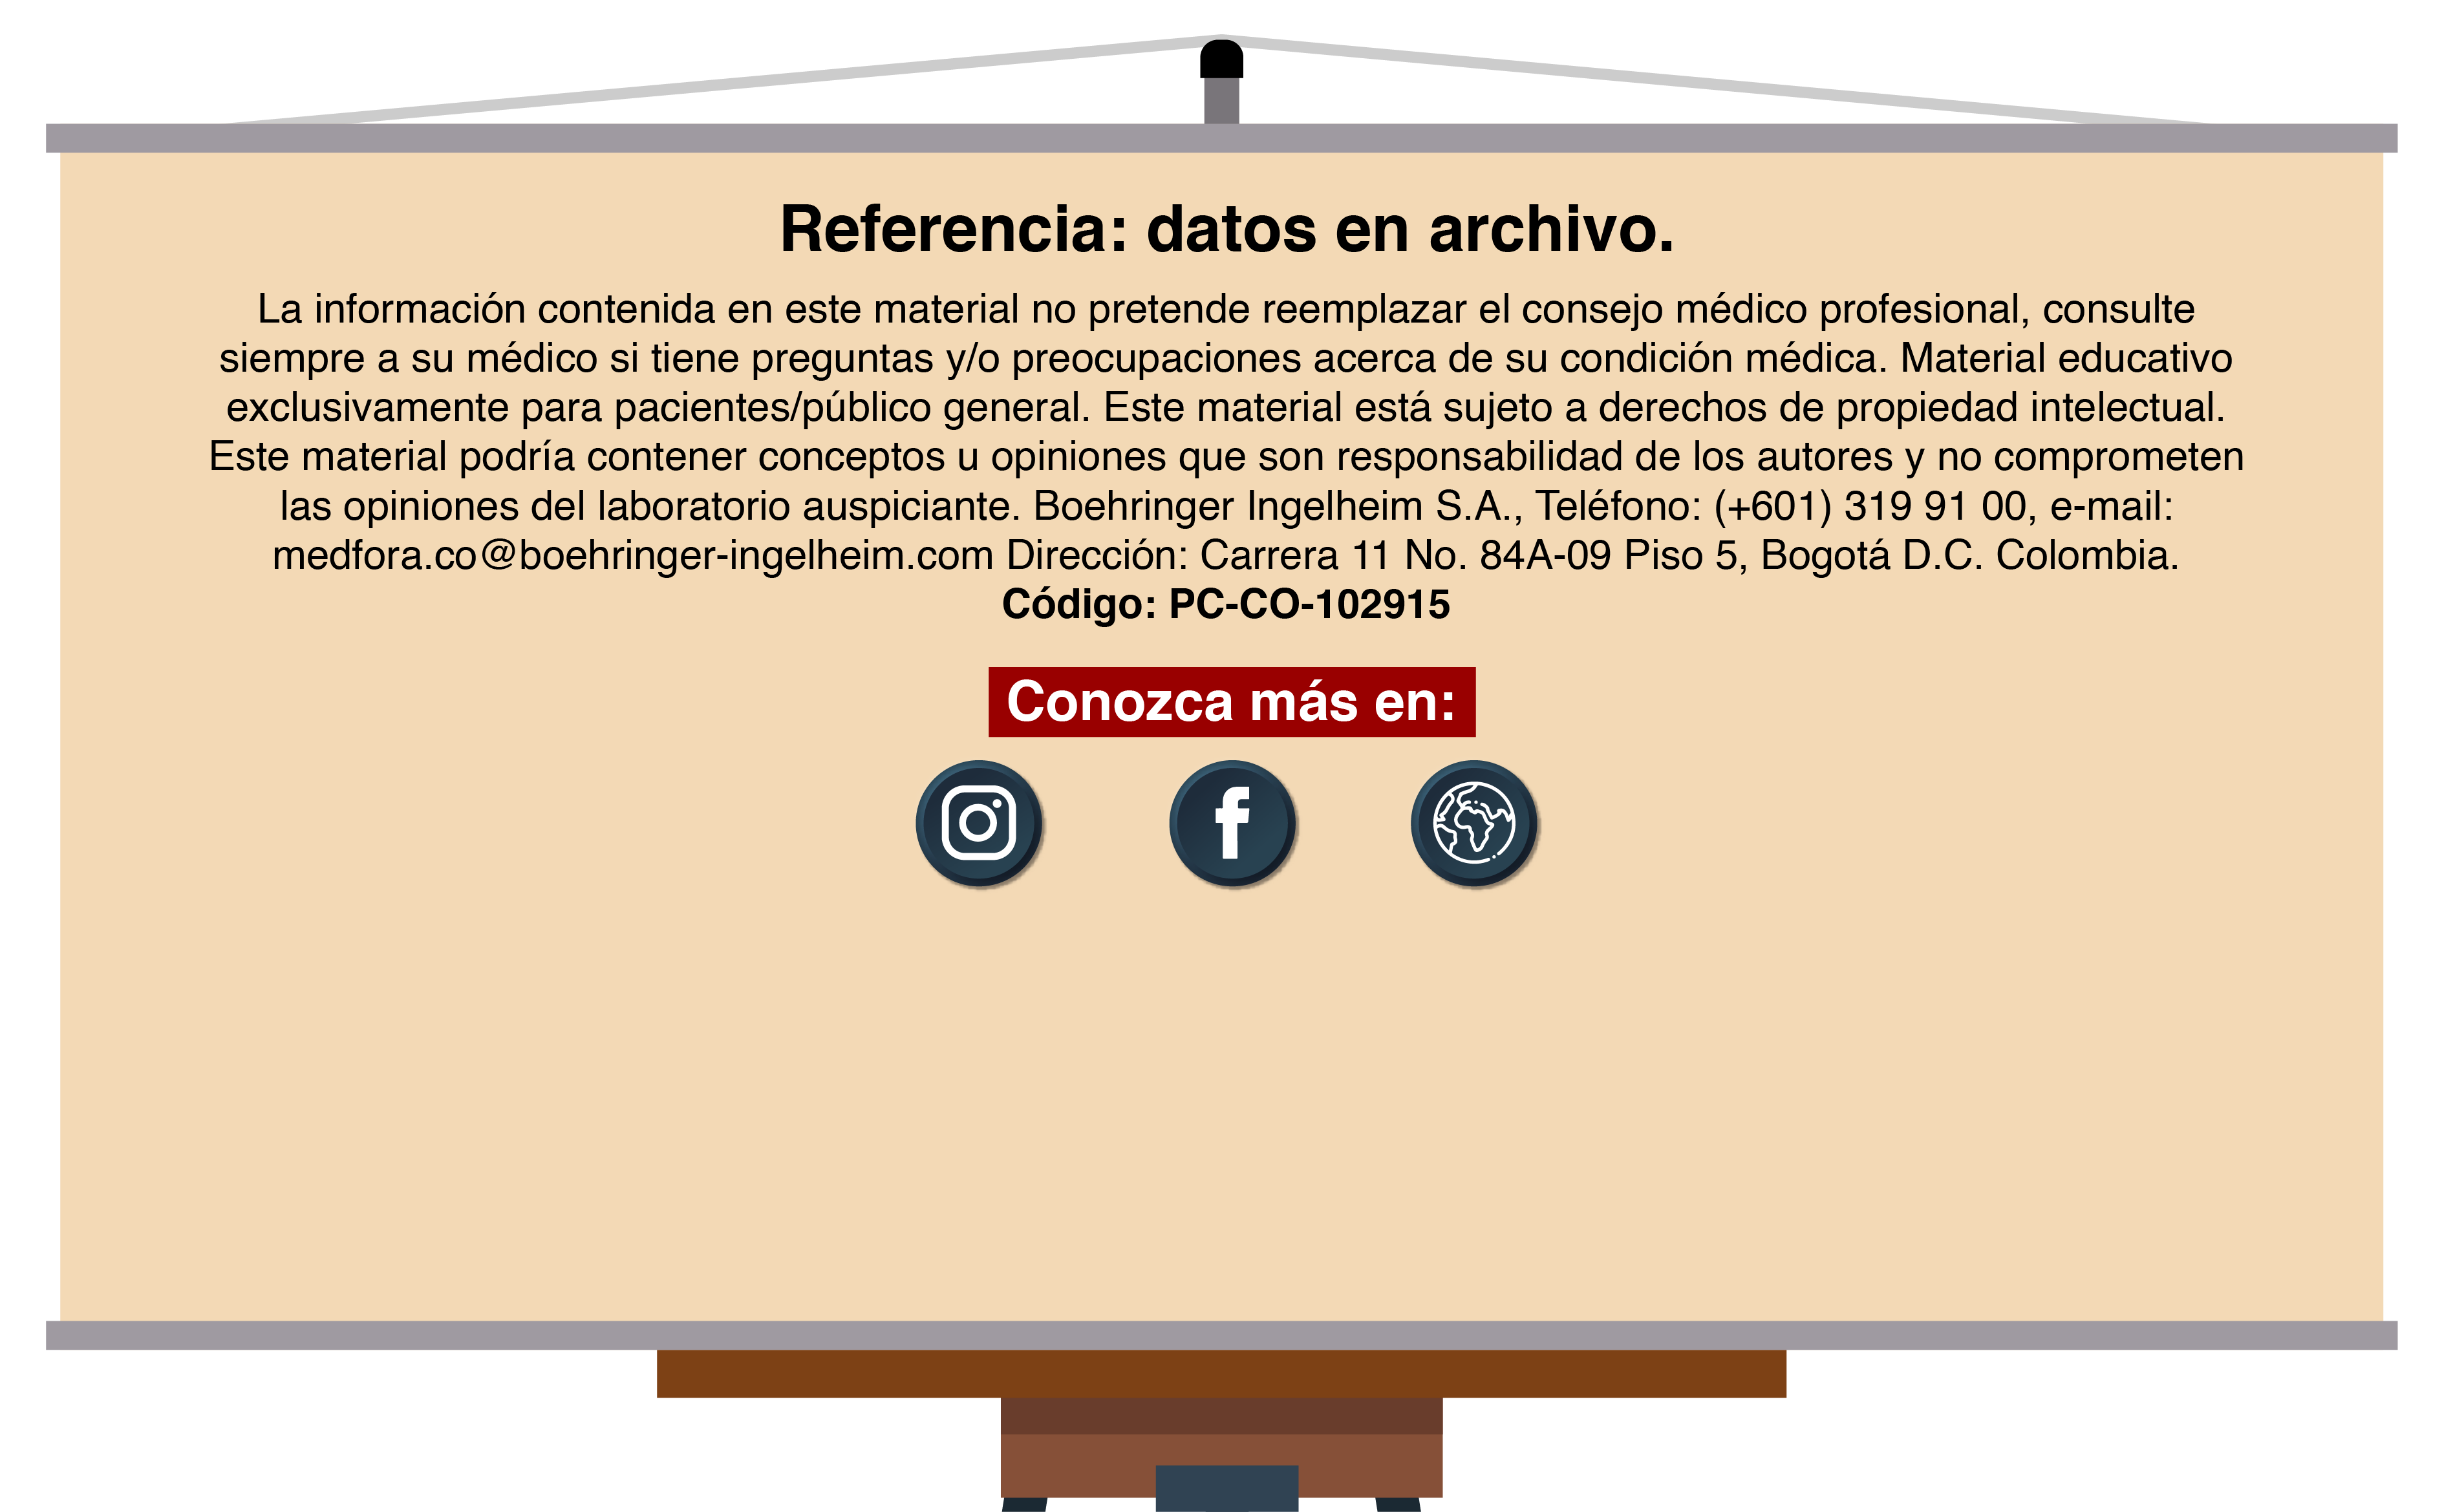 Referencia: datos en archivo.
La información contenida en este material no pretende reemplazar el consejo médico profesional, consulte
siempre a su médico si tiene preguntas y/o preocupaciones acerca de su condición médica. Material educativo
exclusivamente para pacientes/público general. Este material está sujeto a derechos de propiedad intelectual.
Este material podría contener conceptos u opiniones que son responsabilidad de los autores y no comprometen
las opiniones del laboratorio auspiciante. Boehringer Ingelheim S.A., Teléfono: (+601) 319 91 00, e-mail:
medfora.co@boehringer-ingelheim.com Dirección: Carrera 11 No. 84A-09 Piso 5, Bogotá D.C. Colombia.
Código: PC-CO-102915
Conozca más en: